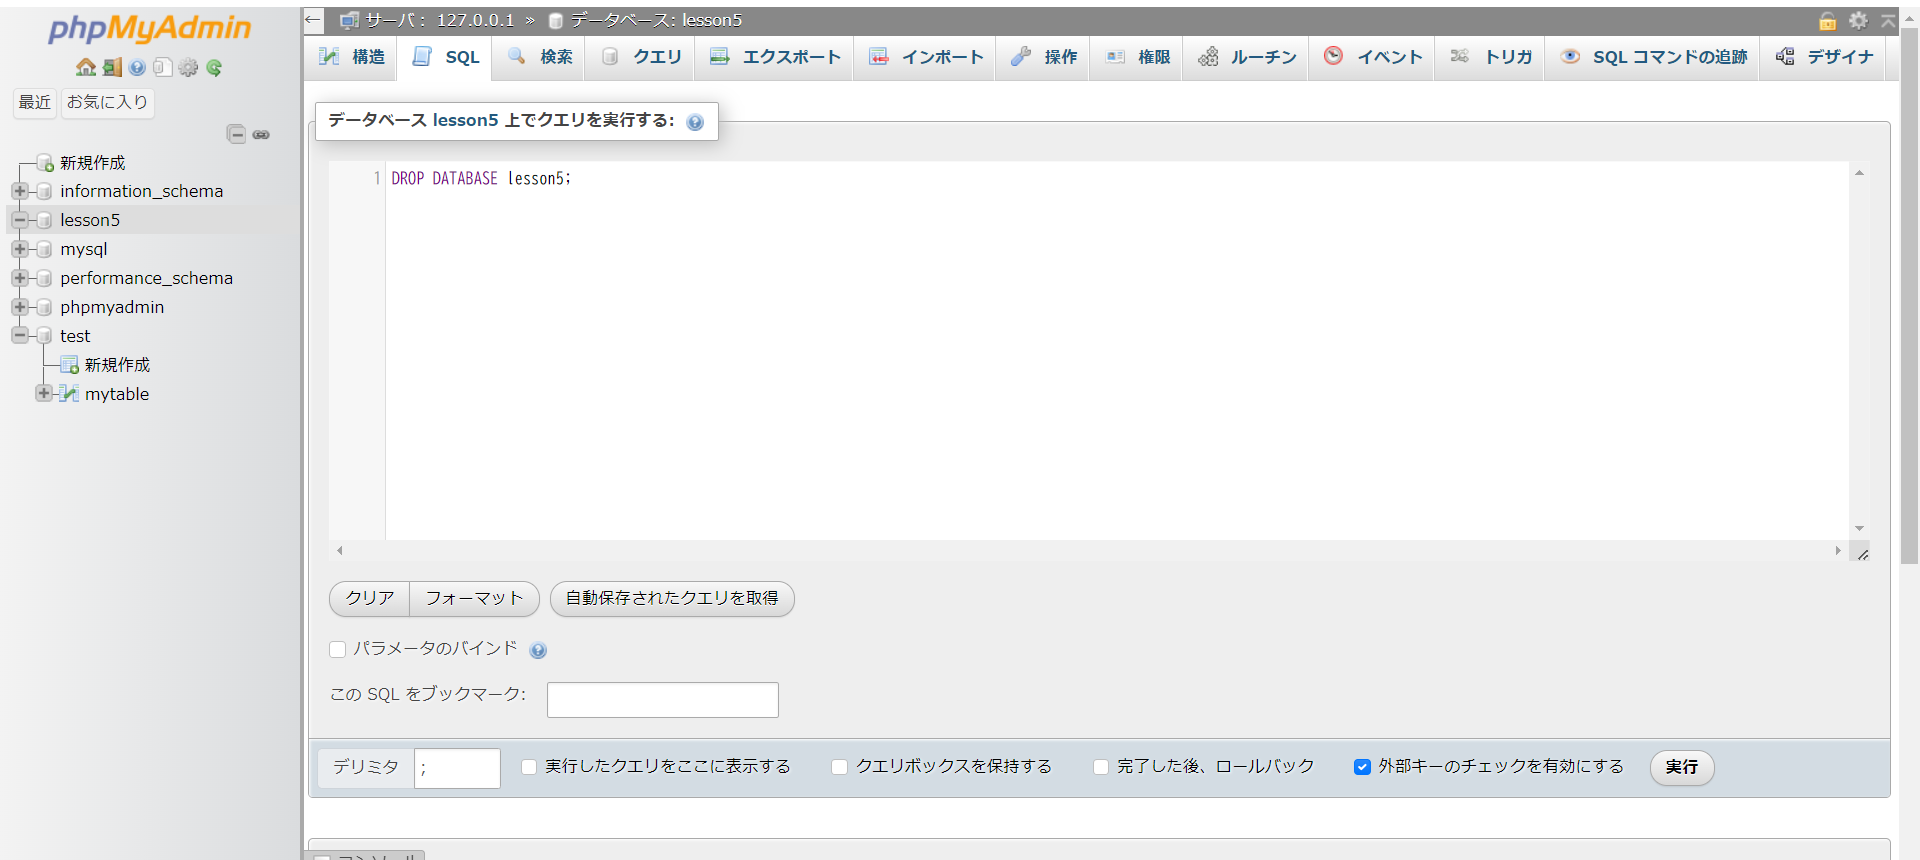 phpMyAdmin
最近 お気に入り
新規作成
information_schema
lesson5
mysql
performance_schema
phpmyadmin
test
新規作成
mytable
← サーバ: 127.0.0.1 » データベース: lesson5
構造 SQL 検索 クエリ エクスポート インポート 操作 権限 ルーチン イベント トリガ SQL コマンドの追跡 デザイナ
データベース lesson5 上でクエリを実行する:
1 DROP DATABASE lesson5;
クリア フォーマット 自動保存されたクエリを取得
パラメータのバインド
この SQL をブックマーク:
デリミタ ; 実行したクエリをここに表示する クエリボックスを保持する 完了した後、ロールバック 外部キーのチェックを有効にする 実行
コンソール